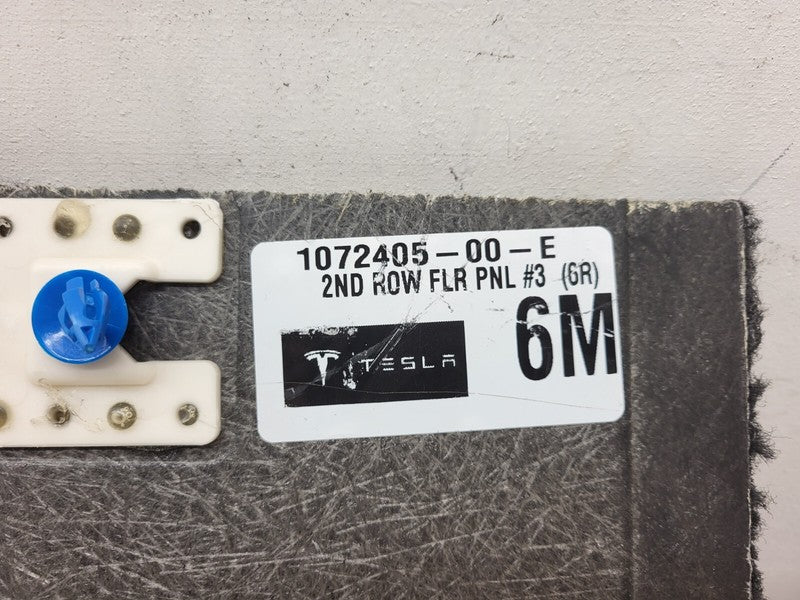 1072405-00-E
2ND ROW FLR PNL #3 (6R)
6M
TESLA